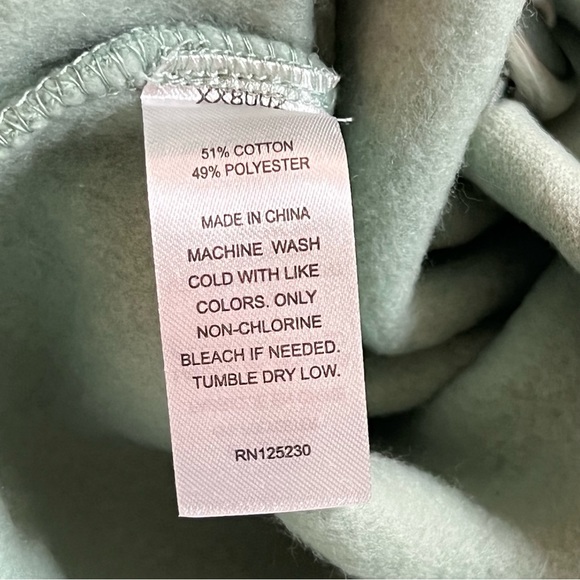 XX8002
51% COTTON
49% POLYESTER
MADE IN CHINA
MACHINE WASH
COLD WITH LIKE
COLORS. ONLY
NON-CHLORINE
BLEACH IF NEEDED.
TUMBLE DRY LOW.
RN125230